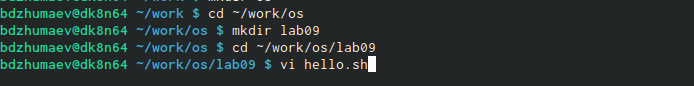 bdzhumaev@dk8n64 ~/work $ cd ~/work/os
bdzhumaev@dk8n64 ~/work/os $ mkdir lab09
bdzhumaev@dk8n64 ~/work/os $ cd ~/work/os/lab09
bdzhumaev@dk8n64 ~/work/os/lab09 $ vi hello.sh